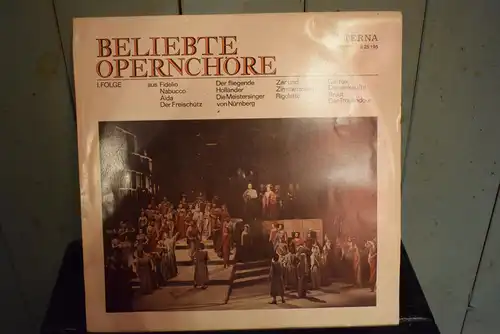 TERNA
BELIEBTE
OPERNCHÖRE
1. FOLGE
aus Fidelio
Nabucco
Aida
Der Freischütz
Der fliegende
Holländer
Die Meistersinger
von Nürnberg
Zar und
Zimmermann
Rigoletto